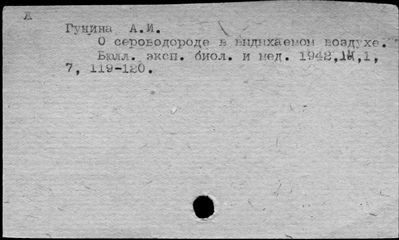 Д
Гунина А.И.
О сероводороде в выдыхаемом воздухе.
Бюлл. эксп. биол. и мед. 1942, 14, 1,
7, 119-120.